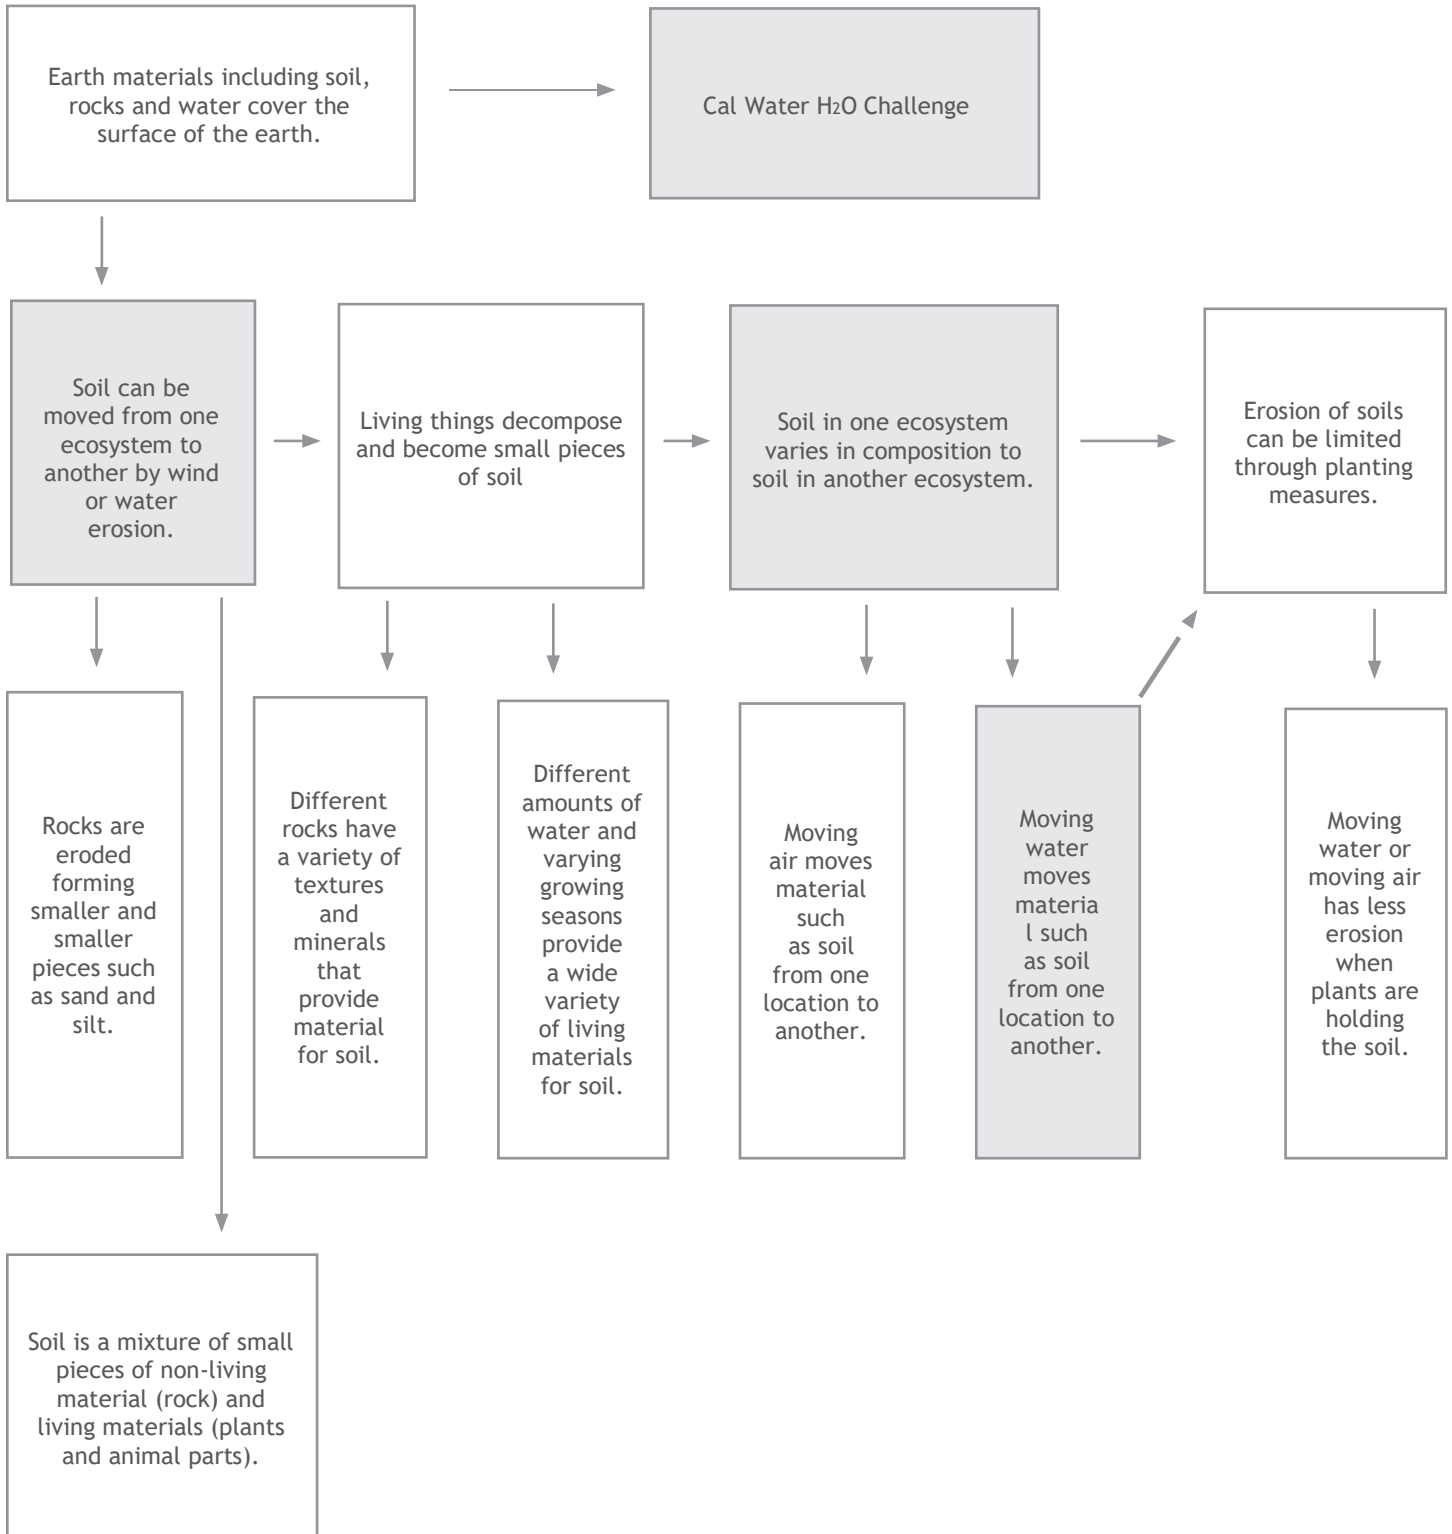 Earth materials including soil,
rocks and water cover the
surface of the earth.
Cal Water H2O Challenge
Soil can be
moved from one
ecosystem to
another by wind
or water
erosion.
Living things decompose
and become small pieces
of soil
Soil in one ecosystem
varies in composition to
soil in another ecosystem.
Erosion of soils
can be limited
through planting
measures.
Rocks are
eroded
forming
smaller and
smaller
pieces such
as sand and
silt.
Different
rocks have
a variety of
textures
and
minerals
that
provide
material
for soil.
Different
amounts of
water and
varying
growing
seasons
provide
a wide
variety
of living
materials
for soil.
Moving
air moves
material
such
as soil
from one
location to
another.
Moving
water
moves
materia
l such
as soil
from one
location to
another.
Moving
water or
moving air
has less
erosion
when
plants are
holding
the soil.
Soil is a mixture of small
pieces of non-living
material (rock) and
living materials (plants
and animal parts).